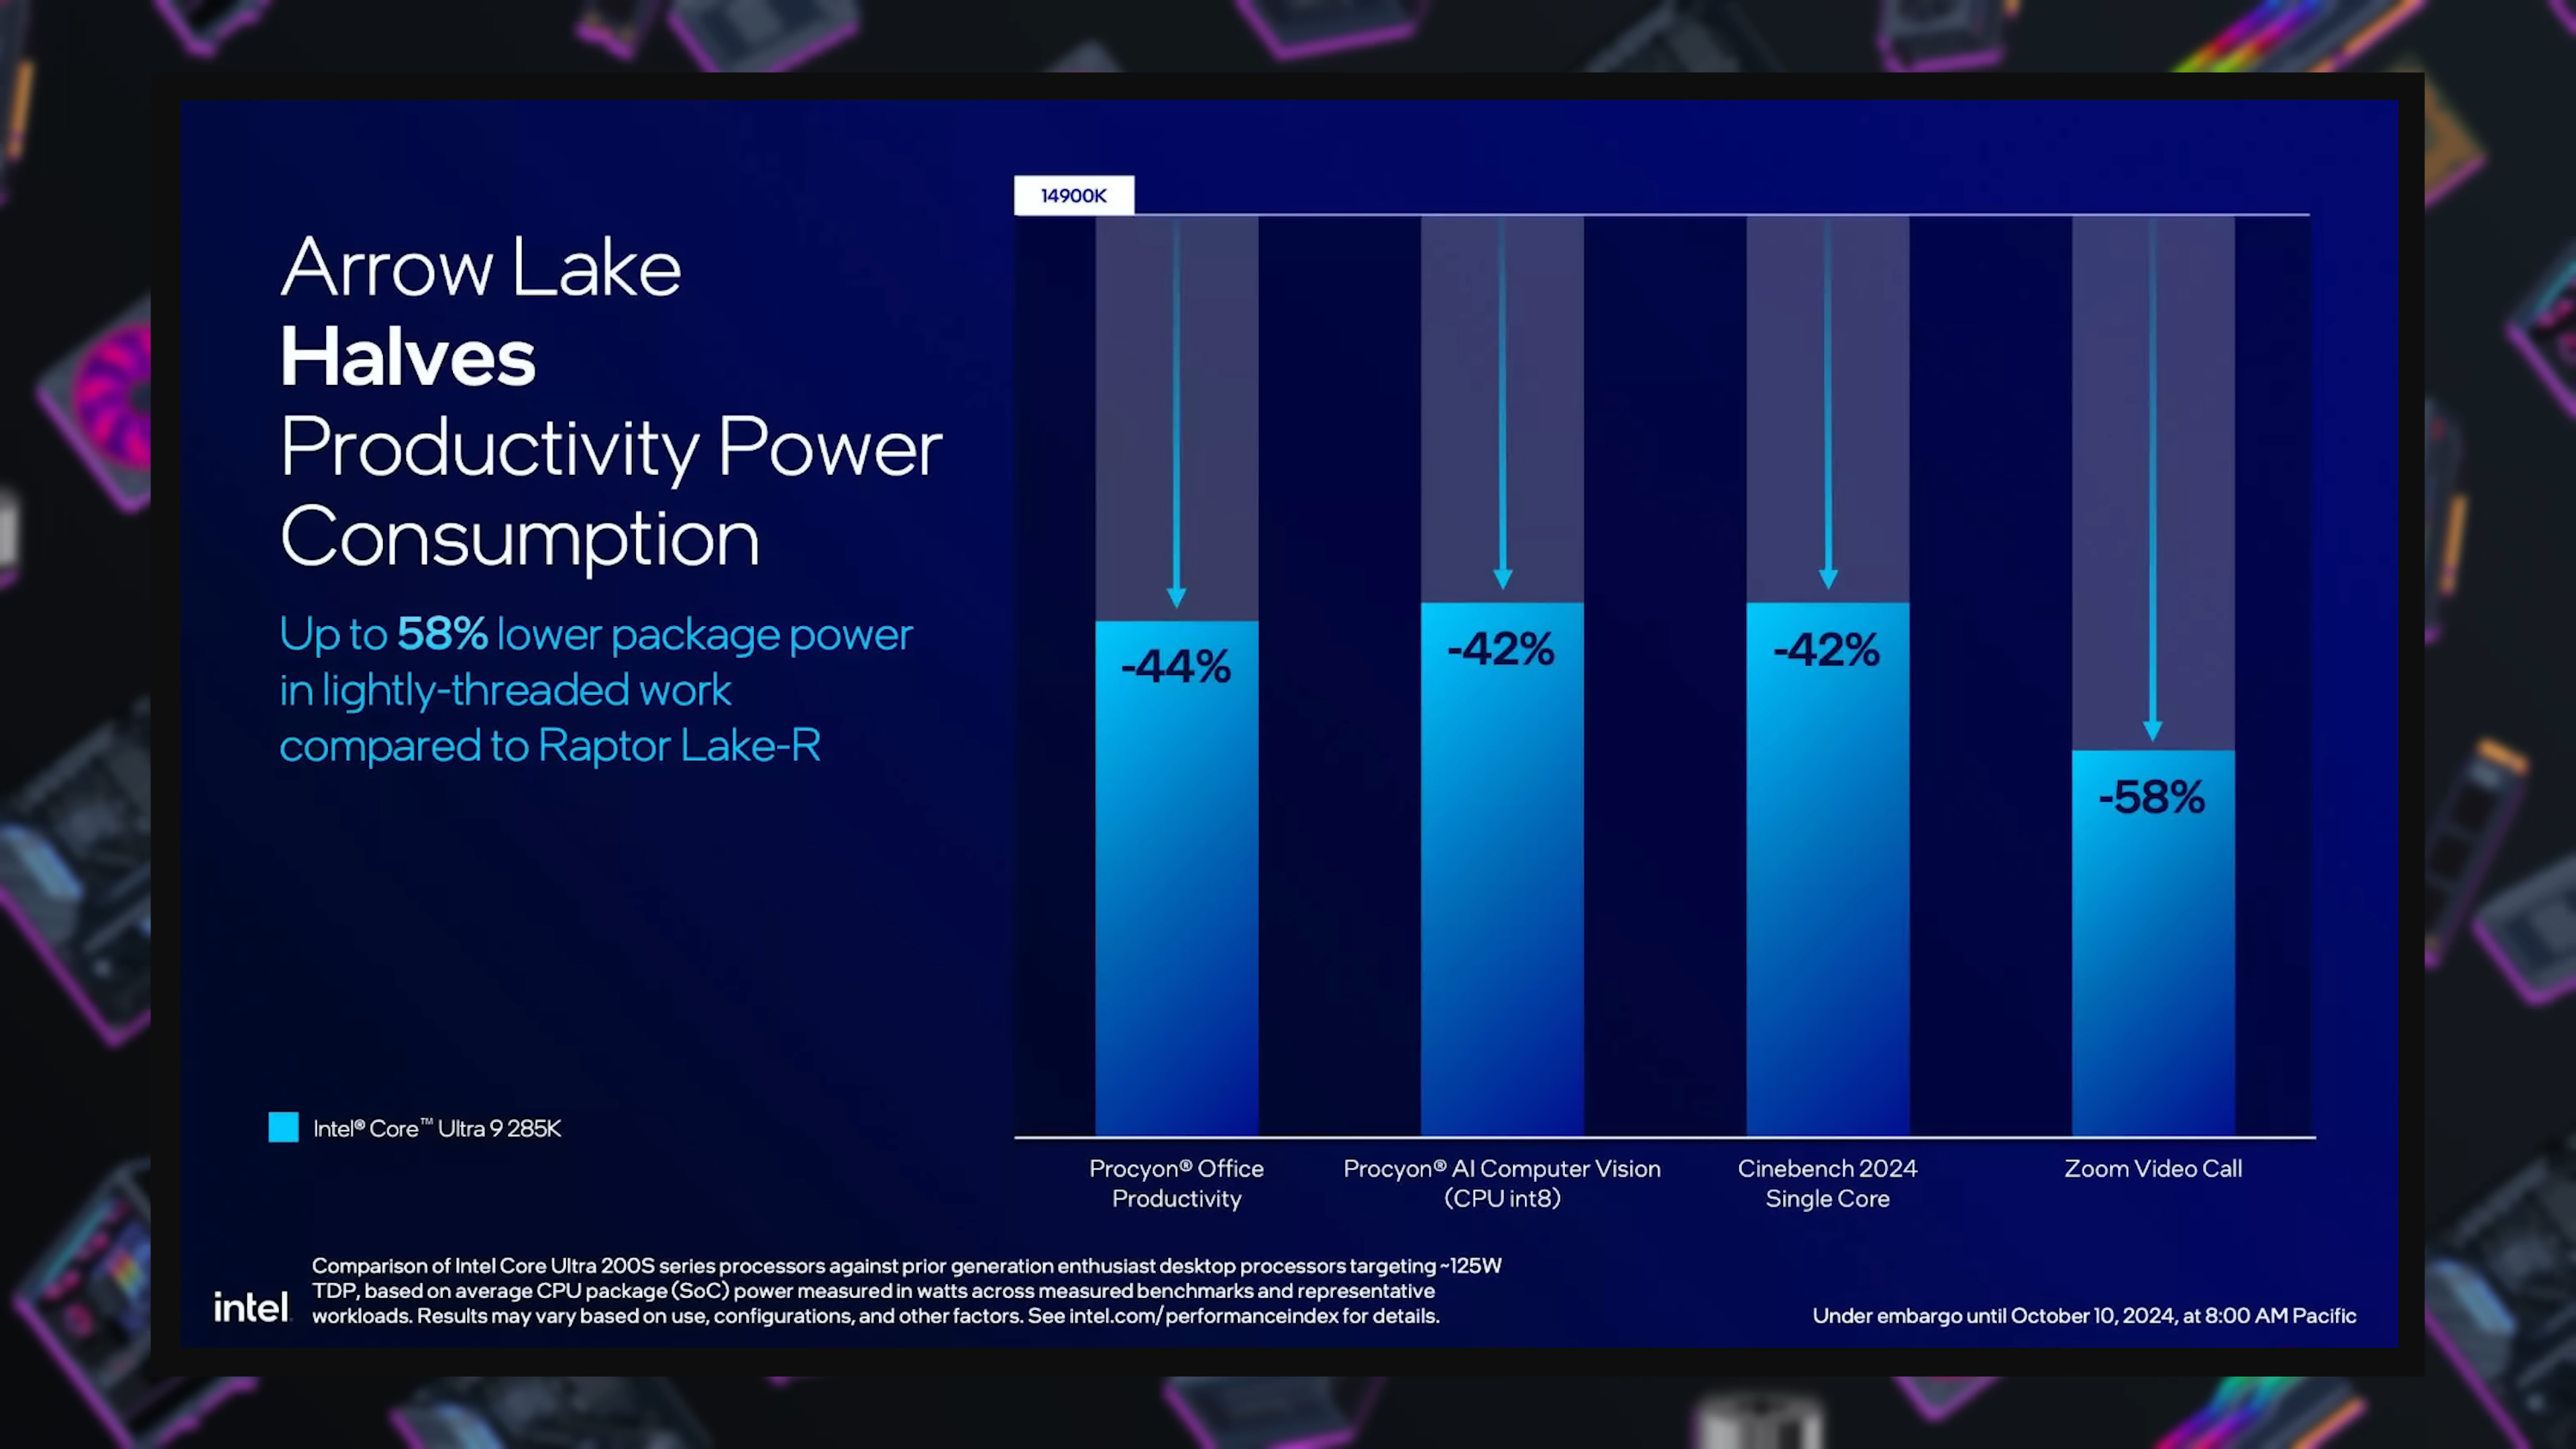 14900K
Arrow Lake
Halves
Productivity Power
Consumption
Up to 58% lower package power
in lightly-threaded work
compared to Raptor Lake-R
-44%
-42%
-42%
-58%
Intel® Core™ Ultra 9 285K
Procyon® Office
Productivity
Procyon® AI Computer Vision
(CPU int8)
Cinebench 2024
Single Core
Zoom Video Call
intel
Comparison of Intel Core Ultra 200S series processors against prior generation enthusiast desktop processors targeting ~125W
TDP, based on average CPU package (SoC) power measured in watts across measured benchmarks and representative
workloads. Results may vary based on use, configurations, and other factors. See intel.com/performanceindex for details.
Under embargo until October 10, 2024, at 8:00 AM Pacific